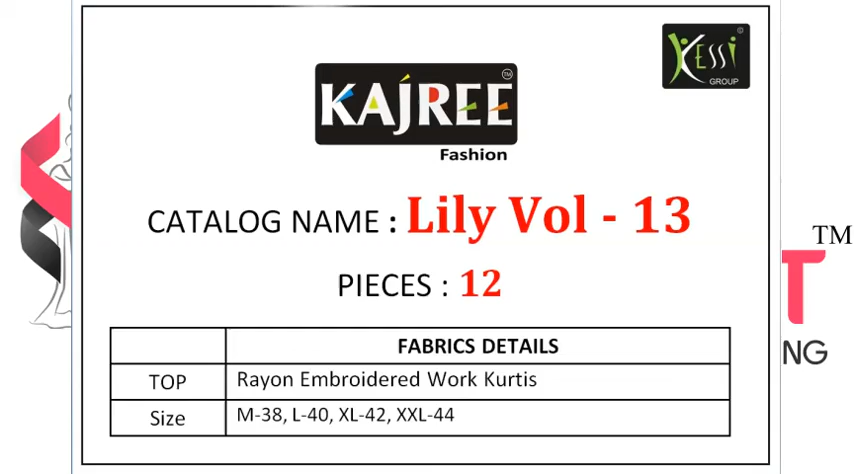 KESSI
GROUP
©
KAJREE
TM
Fashion
CATALOG NAME : Lily Vol - 13
PIECES : 12
FABRICS DETAILS
TOP Rayon Embroidered Work Kurtis
Size M-38, L-40, XL-42, XXL-44
TM
T
NG